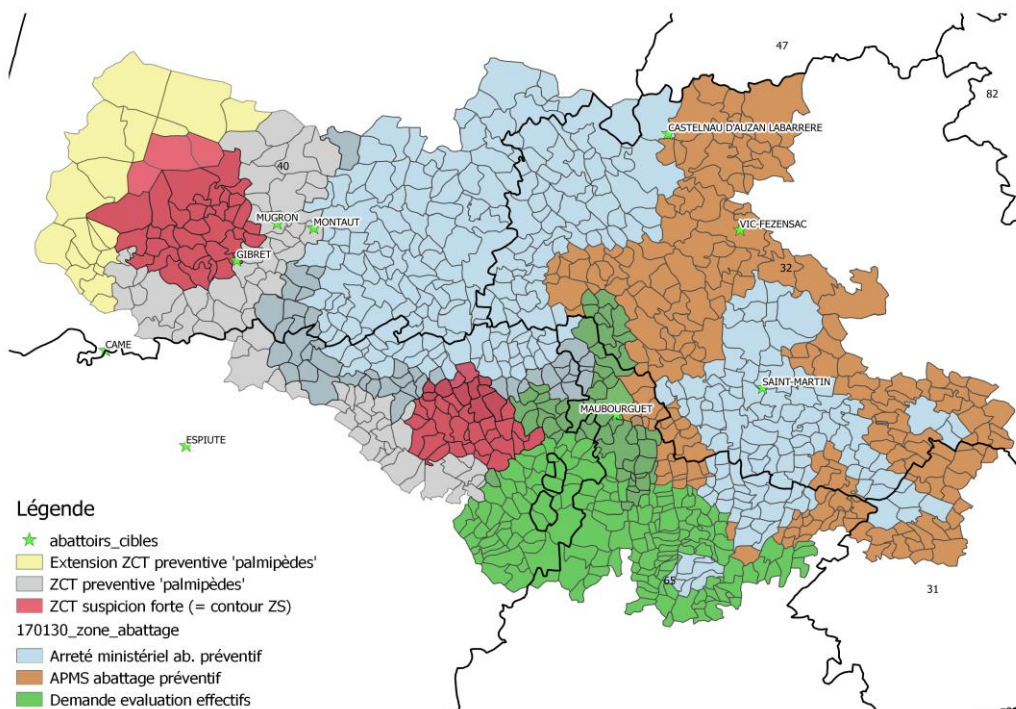 47
82
CASTELNAU D'AUZAN LABARRERE
40
MUGRON
MONTAUT
VIC-FEZENSAC
GIBRET
32
CAME
SAINT-MARTIN
MAUBOURGUET
ESPIUTE
65
31
Légende
abattoirs_cibles
Extension ZCT preventive 'palmipèdes'
ZCT preventive 'palmipèdes'
ZCT suspicion forte (= contour ZS)
170130_zone_abattage
Arreté ministériel ab. préventif
APMS abattage préventif
Demande evaluation effectifs